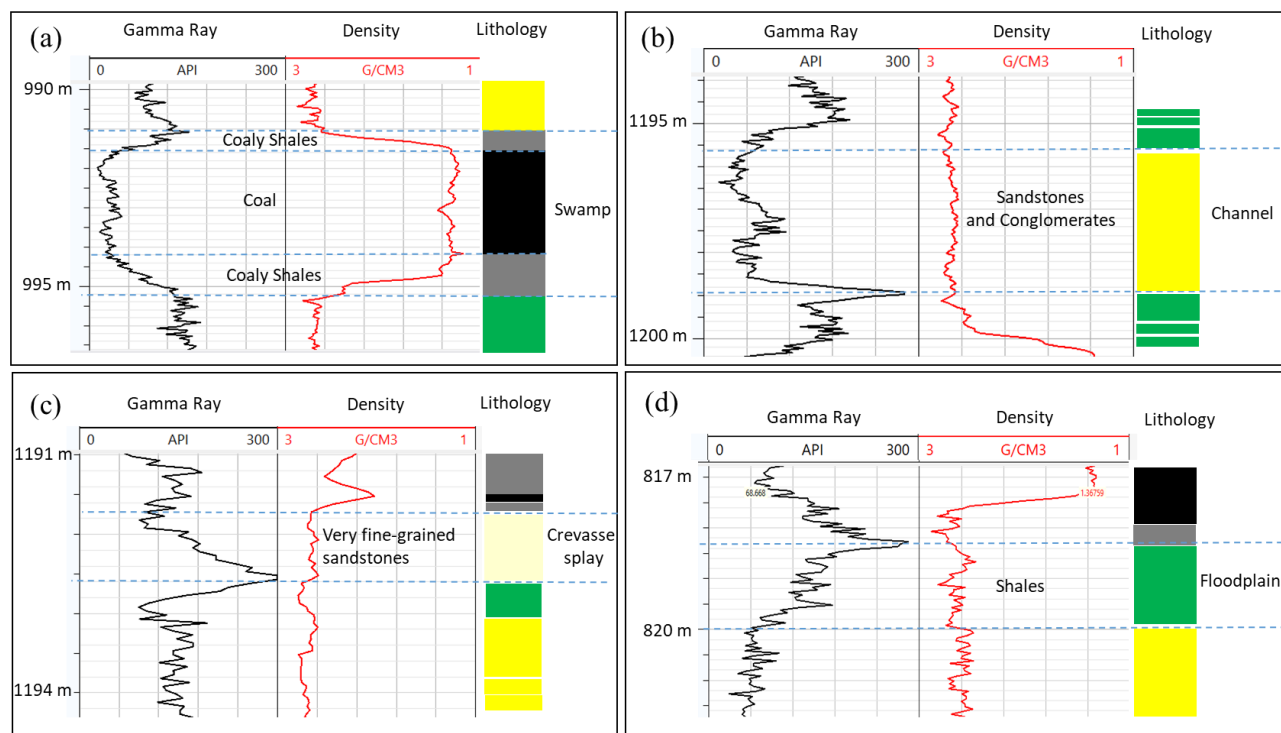 (a)
Gamma Ray Density Lithology
0 API 300 3 G/CM3 1
990 m
Coaly Shales
Coal
Swamp
Coaly Shales
995 m
(b)
Gamma Ray Density Lithology
0 API 300 3 G/CM3 1
1195 m
Sandstones
and Conglomerates
Channel
1200 m
(c)
Gamma Ray Density Lithology
0 API 300 3 G/CM3 1
1191 m
Very fine-grained
sandstones
Crevasse
splay
1194 m
(d)
Gamma Ray Density Lithology
0 API 300 3 G/CM3 1
817 m
68.668
1.36759
Shales
Floodplain
820 m